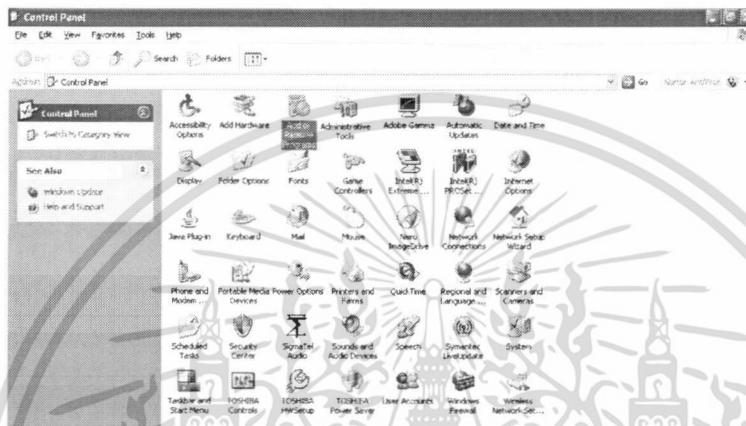 Control Panel
File Edit View Favorites Tools Help
Search Folders
Control Panel Go Norton AntiVirus
Control Panel
Switch to Category View
See Also
Windows Update
Help and Support
Accessibility Options
Add Hardware
Add or Remove Programs
Administrative Tools
Adobe Gamma
Automatic Updates
Date and Time
Display
Folder Options
Fonts
Game Controllers
Intel(R) Extreme ...
Intel(R) PROSet ...
Internet Options
Java Plug-in
Keyboard
Mail
Mouse
Nero ImageDrive
Network Connections
Network Setup Wizard
Phone and Modem ...
Portable Media Devices
Power Options
Printers and Faxes
QuickTime
Regional and Language ...
Scanners and Cameras
Scheduled Tasks
Security Center
SigmaTel Audio
Sounds and Audio Devices
Speech
Symantec LiveUpdate
System
Taskbar and Start Menu
TOSHIBA Controls
TOSHIBA HWSetup
TOSHIBA Power Saver
User Accounts
Windows Firewall
Wireless Network Set...